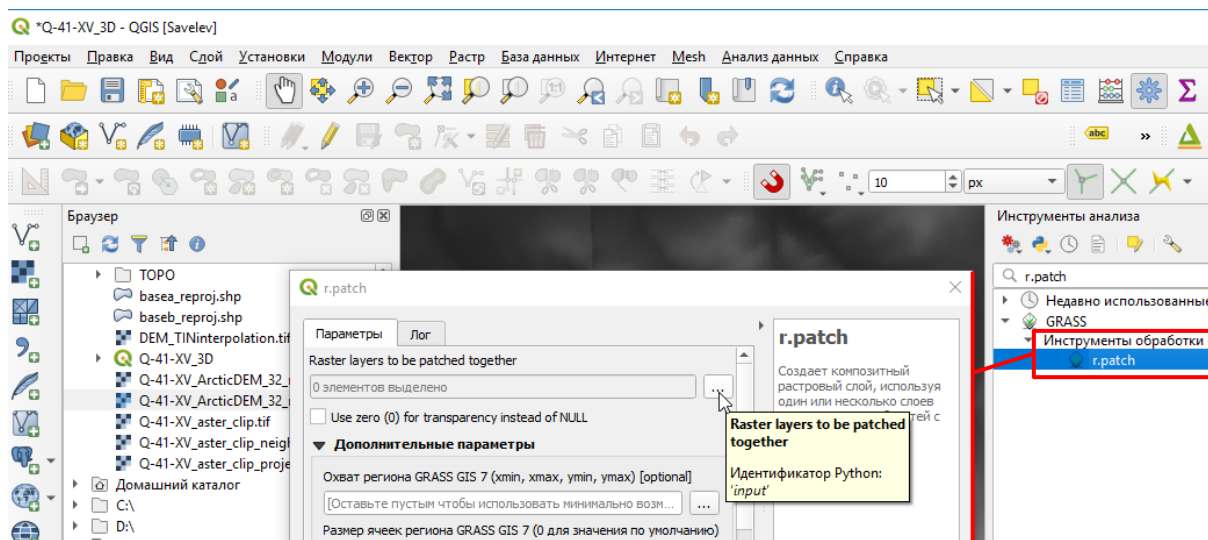 *Q-41-XV_3D - QGIS [Savelev]
Проекты Правка Вид Слой Установки Модули Вектор Растр База данных Интернет Mesh Анализ данных Справка
abc »
10 px
Браузер
TOPO
basea_reproj.shp
baseb_reproj.shp
DEM_TINinterpolation.tif
Q-41-XV_3D
Q-41-XV_ArcticDEM_32_
Q-41-XV_ArcticDEM_32_
Q-41-XV_aster_clip.tif
Q-41-XV_aster_clip_neigh
Q-41-XV_aster_clip_proje
Домашний каталог
C:\
D:\
r.patch
Параметры Лог
Raster layers to be patched together
0 элементов выделено
...
Use zero (0) for transparency instead of NULL
Дополнительные параметры
Охват региона GRASS GIS 7 (xmin, xmax, ymin, ymax) [optional]
[Оставьте пустым чтобы использовать минимально возм...
...
Размер ячеек региона GRASS GIS 7 (0 для значения по умолчанию)
r.patch
Создает композитный
растровый слой, используя
один или несколько слоев
Raster layers to be patched
together
Идентификатор Python:
'input'
Инструменты анализа
r.patch
Недавно использованные
GRASS
Инструменты обработки
r.patch